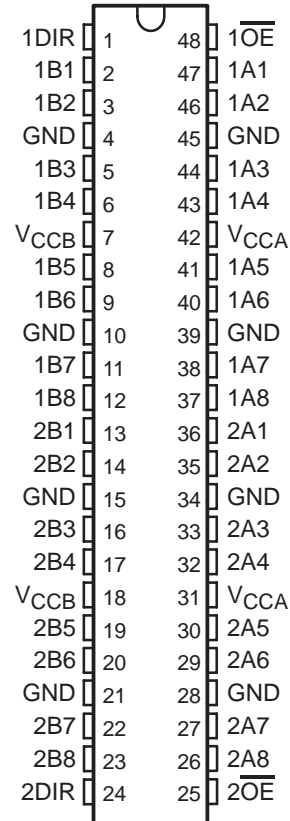 1DIR 1 48 1O̅E̅
1B1 2 47 1A1
1B2 3 46 1A2
GND 4 45 GND
1B3 5 44 1A3
1B4 6 43 1A4
VCCB 7 42 VCCA
1B5 8 41 1A5
1B6 9 40 1A6
GND 10 39 GND
1B7 11 38 1A7
1B8 12 37 1A8
2B1 13 36 2A1
2B2 14 35 2A2
GND 15 34 GND
2B3 16 33 2A3
2B4 17 32 2A4
VCCB 18 31 VCCA
2B5 19 30 2A5
2B6 20 29 2A6
GND 21 28 GND
2B7 22 27 2A7
2B8 23 26 2A8
2DIR 24 25 2O̅E̅